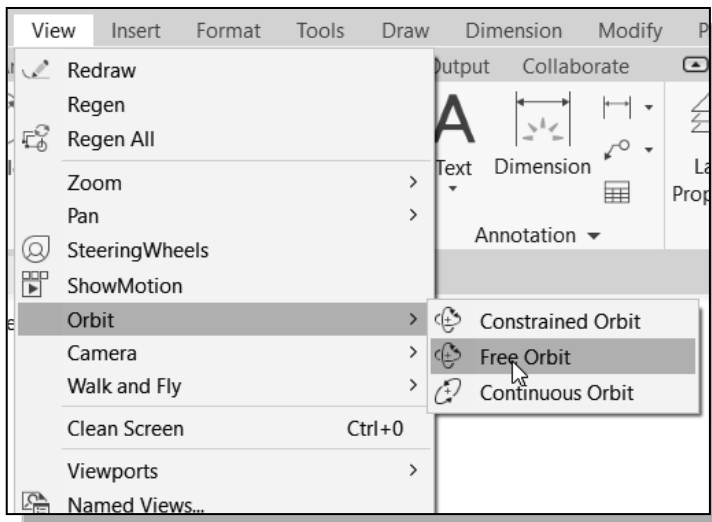 View Insert Format Tools Draw Dimension Modify
Output Collaborate
Redraw
Regen
Regen All
Zoom
Pan
SteeringWheels
ShowMotion
Orbit
Camera
Walk and Fly
Clean Screen Ctrl+0
Viewports
Named Views...
A
Text Dimension
Annotation
Constrained Orbit
Free Orbit
Continuous Orbit